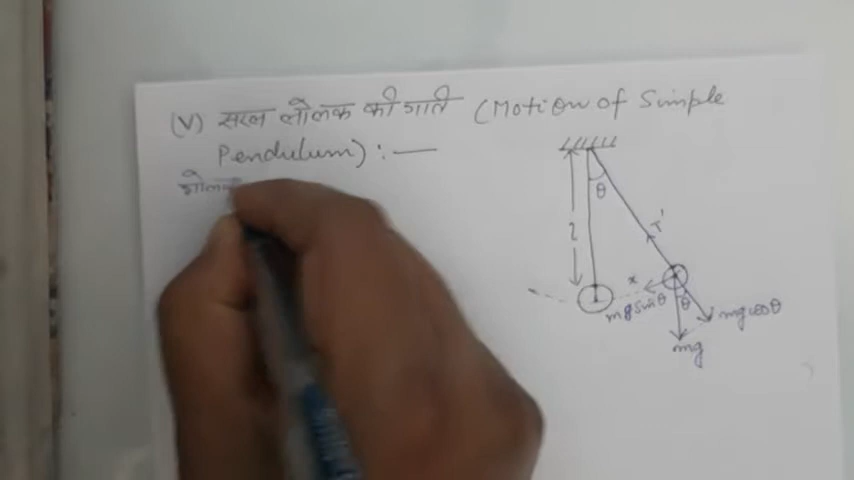 (V) सरल लोलक की गति (Motion of Simple
Pendulum) : —
θ
l
T'
x
mg sinθ
θ
mg cosθ
mg